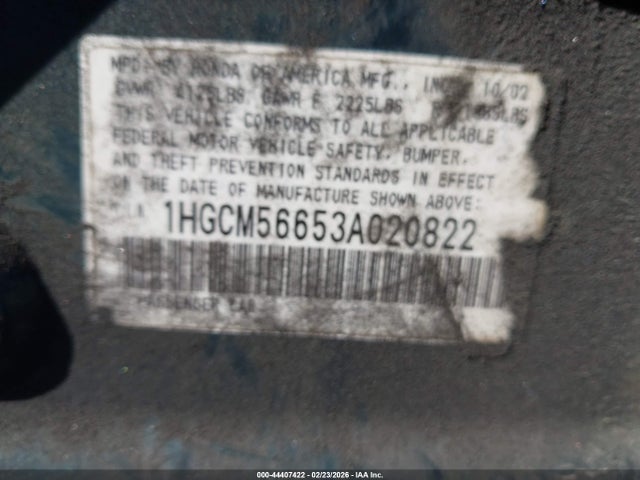 MFD. BY HONDA OF AMERICA MFG., INC. 10/02
GVWR 4125LBS GAWR F 2225LBS
THIS VEHICLE CONFORMS TO ALL APPLICABLE
FEDERAL MOTOR VEHICLE SAFETY, BUMPER,
AND THEFT PREVENTION STANDARDS IN EFFECT
ON THE DATE OF MANUFACTURE SHOWN ABOVE:
1HGCM56653A020822
PASSENGER CAR
000-44407422 - 02/23/2026 - IAA Inc.